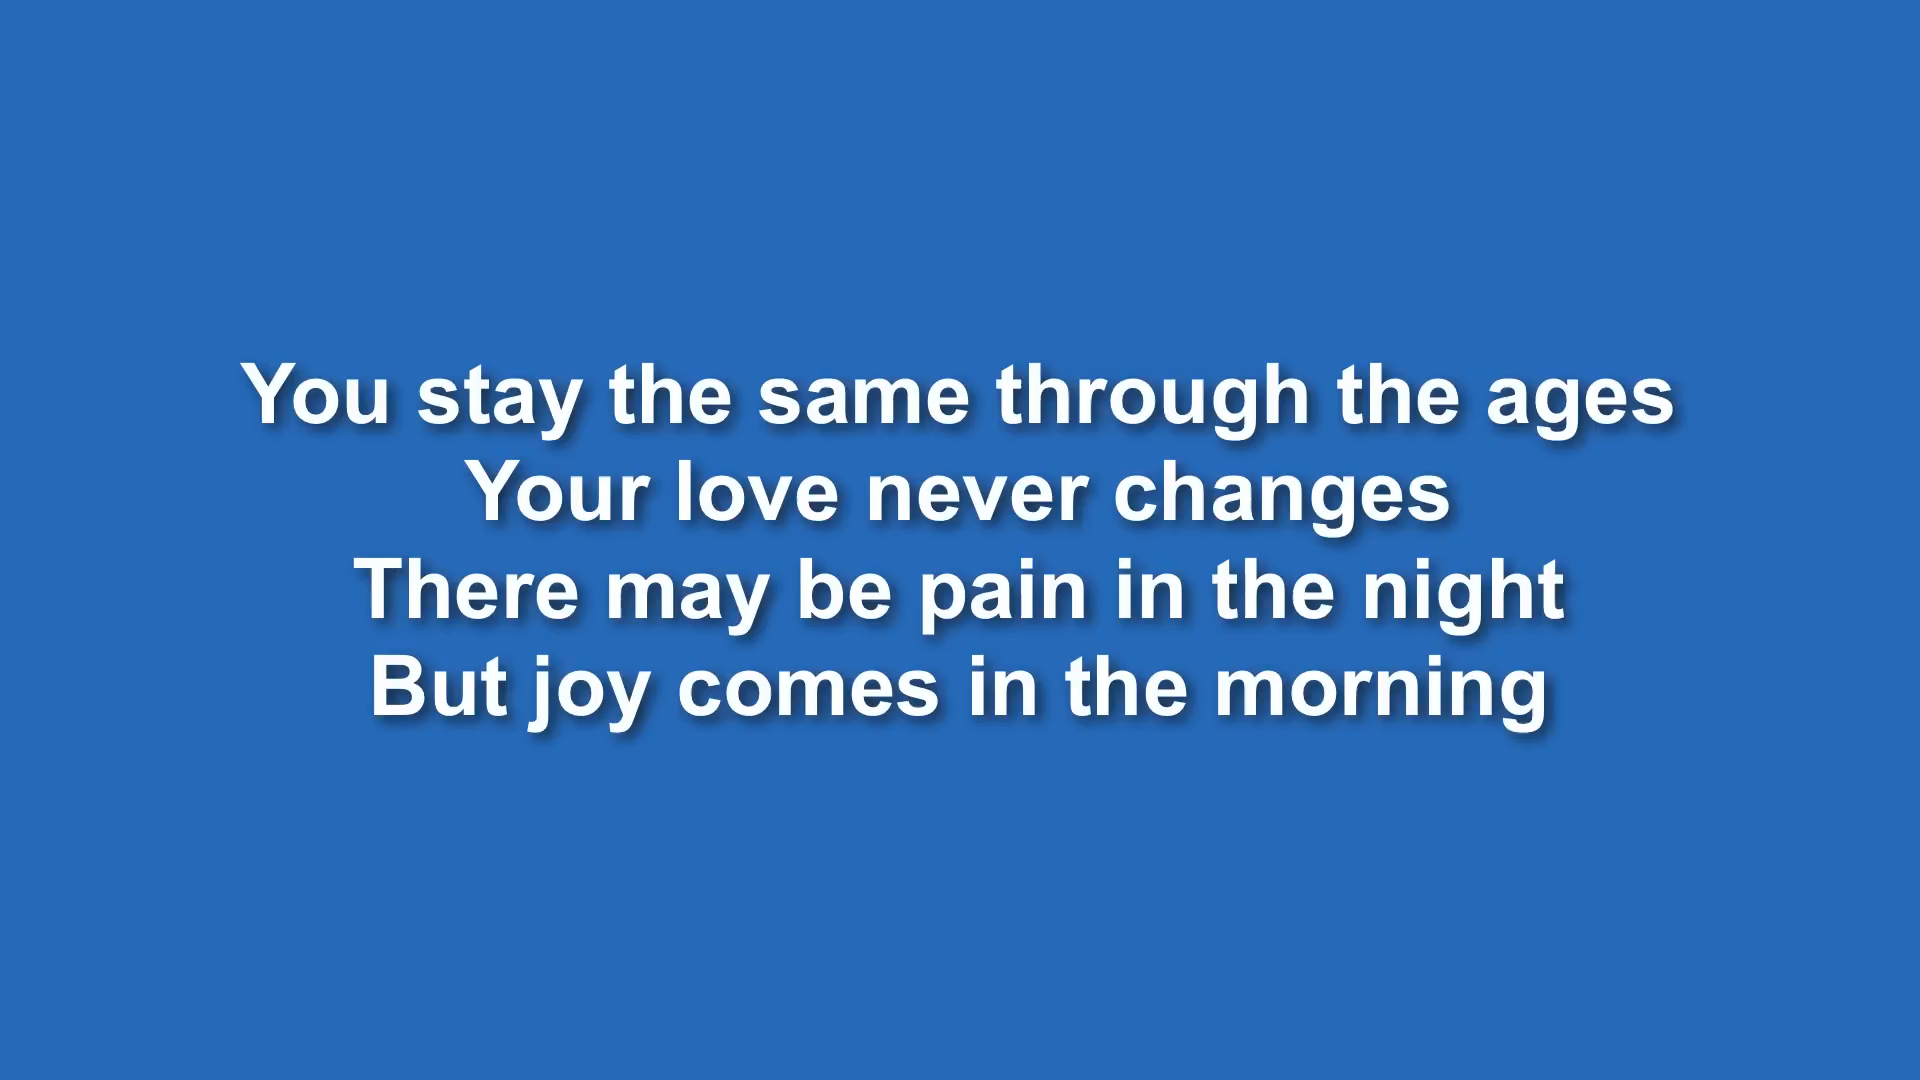 You stay the same through the ages
Your love never changes
There may be pain in the night
But joy comes in the morning